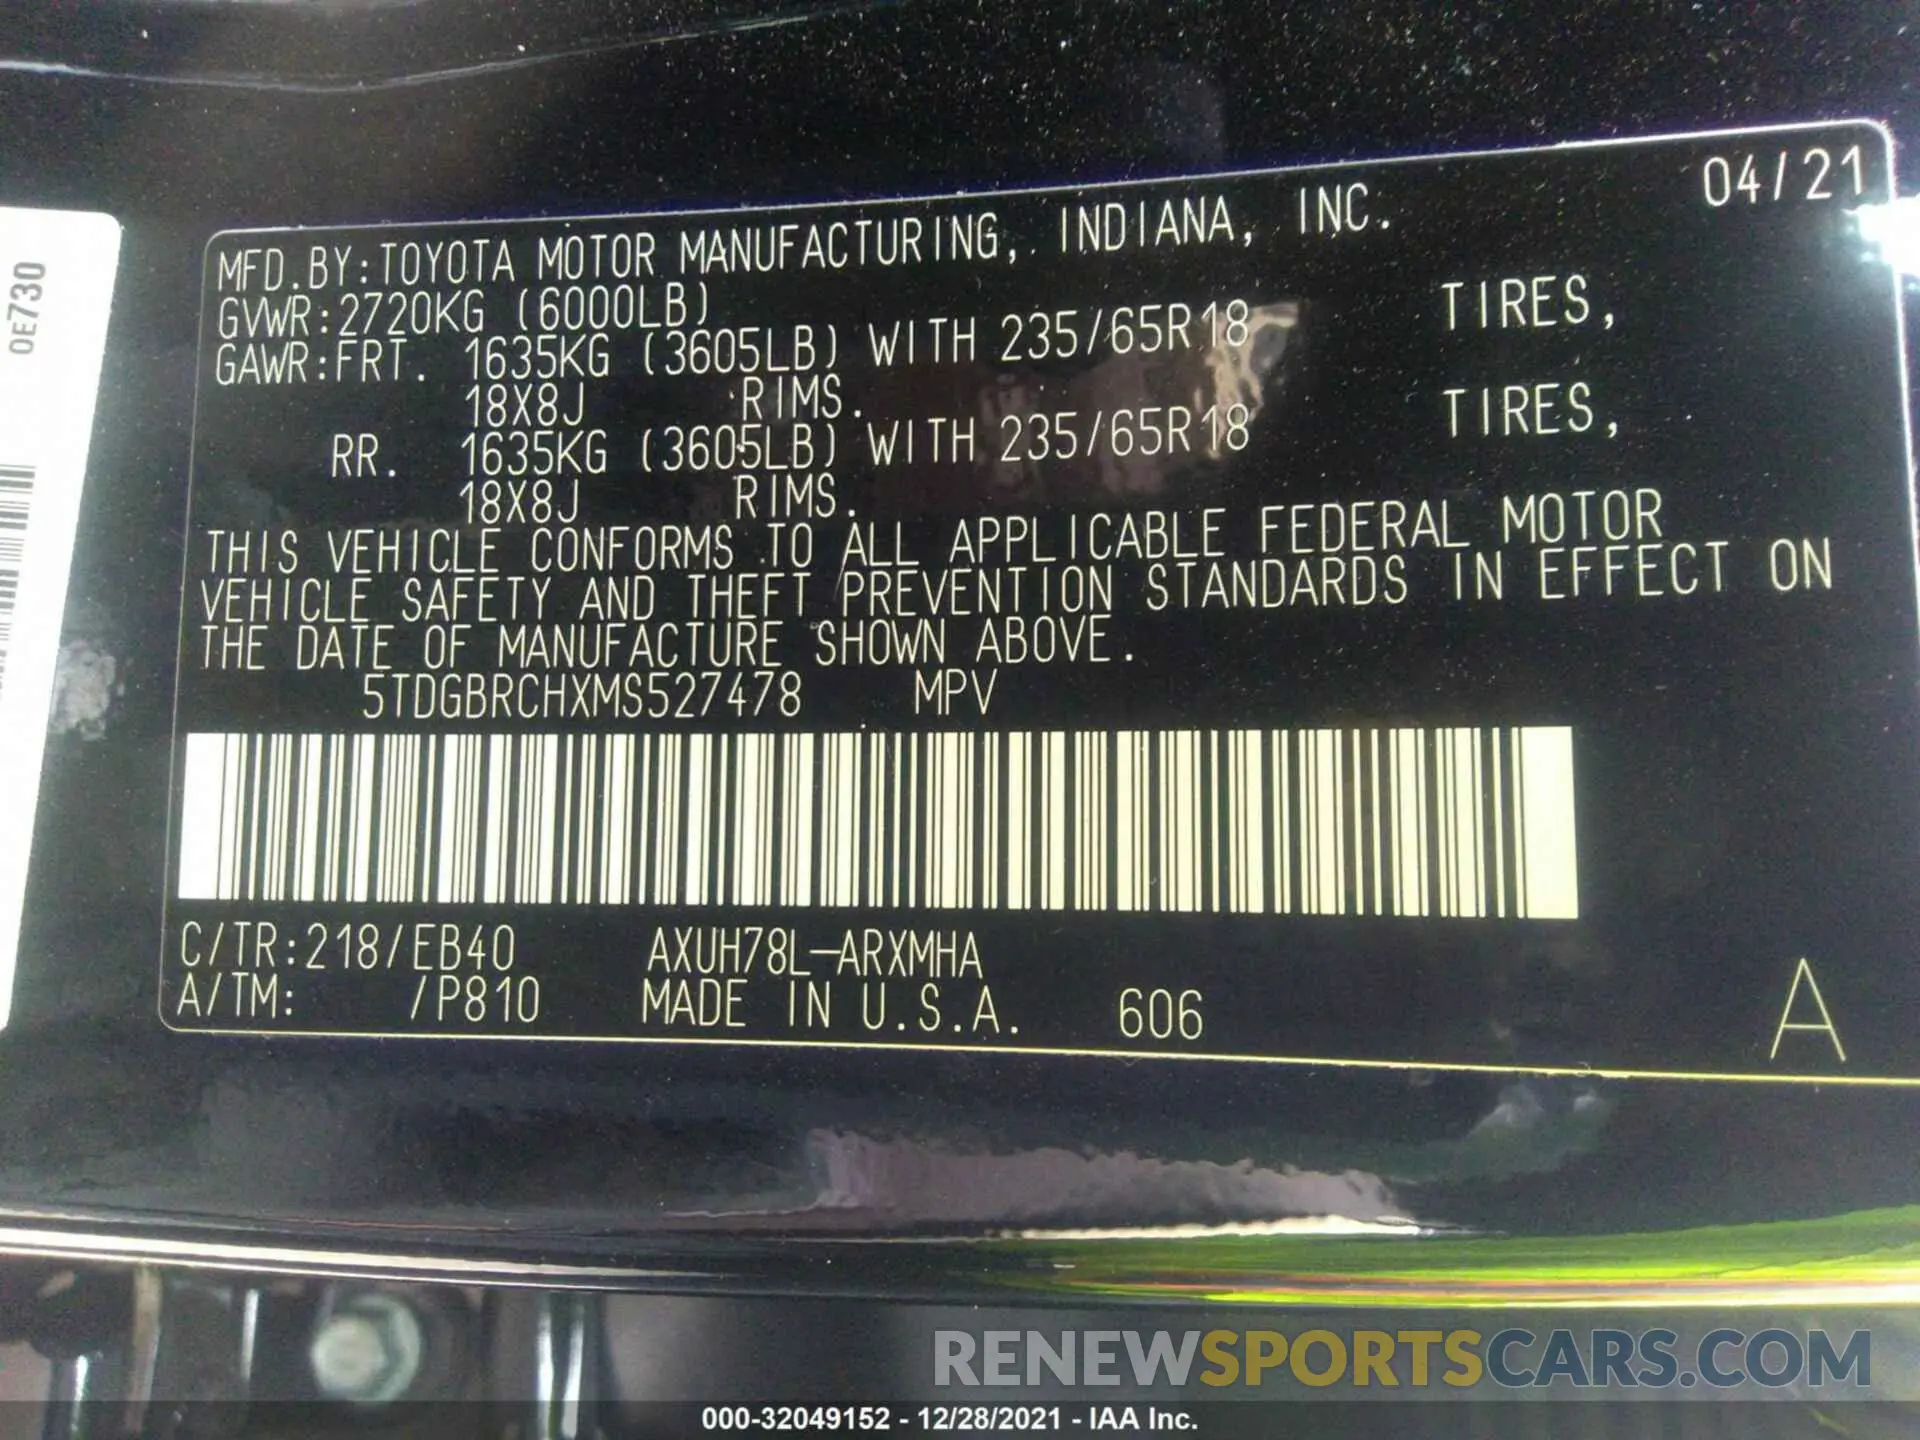 04/21
MFD.BY:TOYOTA MOTOR MANUFACTURING, INDIANA, INC.
GVWR:2720KG (6000LB)
GAWR:FRT. 1635KG (3605LB) WITH 235/65R18 TIRES,
18X8J RIMS.
RR. 1635KG (3605LB) WITH 235/65R18 TIRES,
18X8J RIMS.
THIS VEHICLE CONFORMS TO ALL APPLICABLE FEDERAL MOTOR
VEHICLE SAFETY AND THEFT PREVENTION STANDARDS IN EFFECT ON
THE DATE OF MANUFACTURE SHOWN ABOVE.
5TDGBRCHXMS527478 MPV
C/TR:218/EB40 AXUH78L-ARXMHA
A/TM: /P810 MADE IN U.S.A. 606
A
0E730
RENEWSPORTSCARS.COM
000-32049152 - 12/28/2021 - IAA Inc.